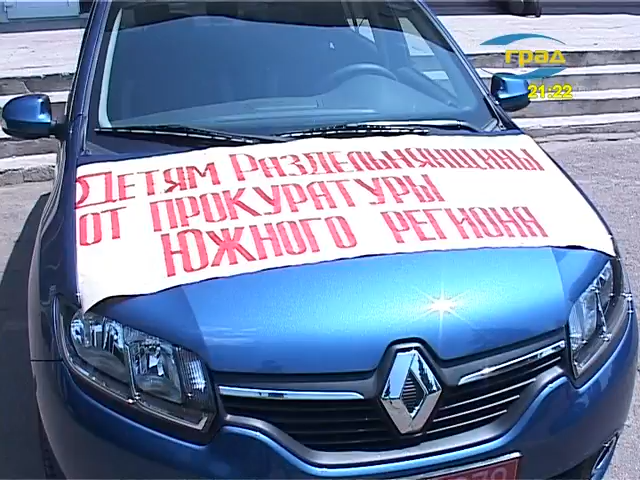 град
21:22
Детям Раздельнянщины
от прокуратуры
Южного региона